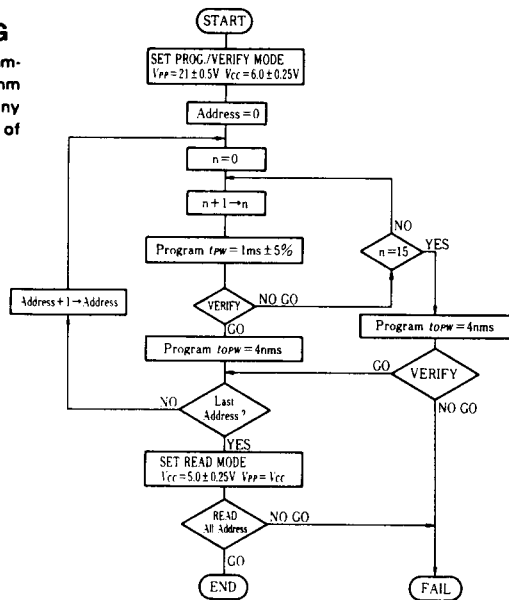 G
m-
nm
ny
of
START
SET PROG./VERIFY MODE
VPP=21±0.5V VCC=6.0±0.25V
Address=0
n=0
n+1→n
Program tPW=1ms±5%
VERIFY
NO GO
GO
n=15
NO
YES
Program tOPW=4nms
VERIFY
GO
NO GO
Program tOPW=4nms
Address+1→Address
Last
Address?
NO
YES
SET READ MODE
VCC=5.0±0.25V VPP=VCC
READ
All Address
NO GO
GO
END
FAIL